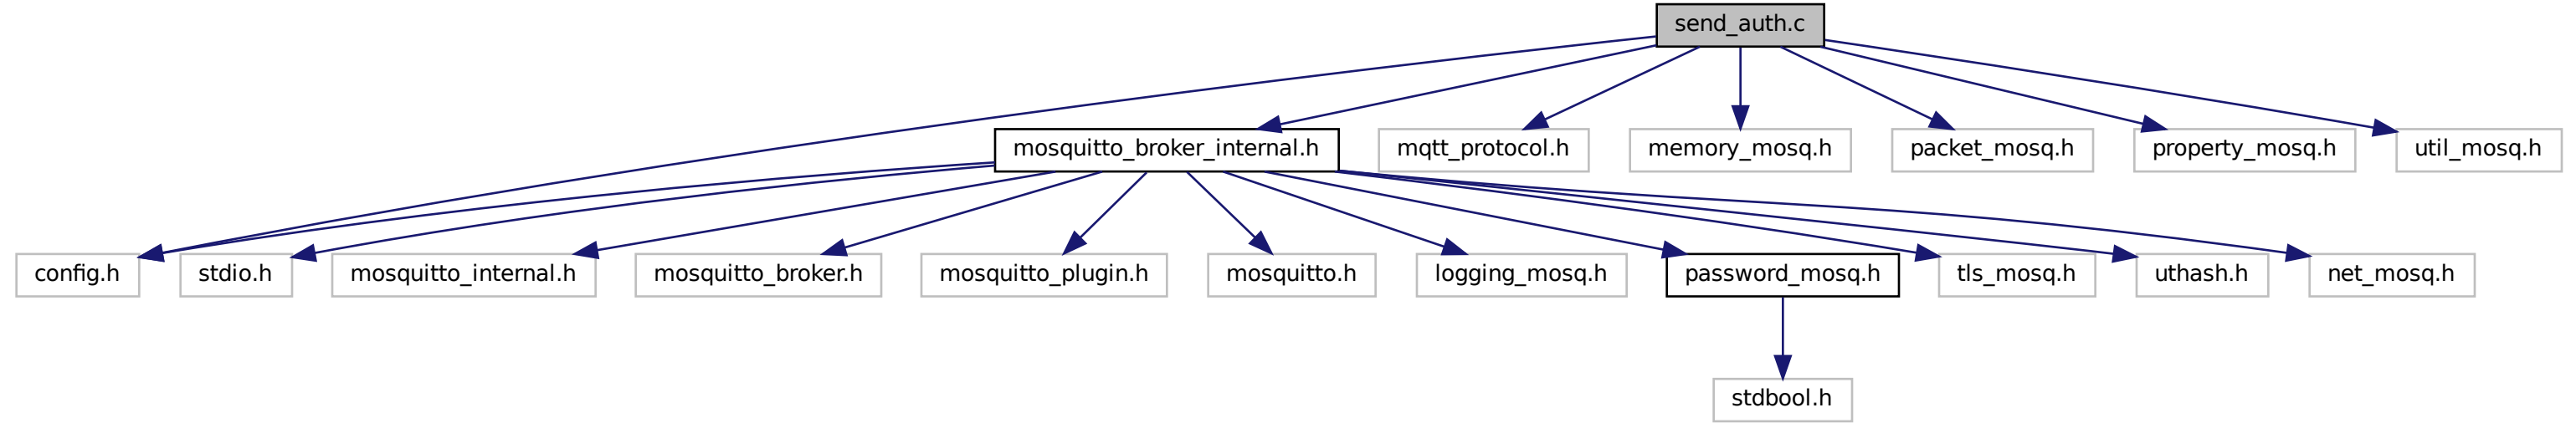 send_auth.c
mosquitto_broker_internal.h
mqtt_protocol.h
memory_mosq.h
packet_mosq.h
property_mosq.h
util_mosq.h
config.h
stdio.h
mosquitto_internal.h
mosquitto_broker.h
mosquitto_plugin.h
mosquitto.h
logging_mosq.h
password_mosq.h
tls_mosq.h
uthash.h
net_mosq.h
stdbool.h